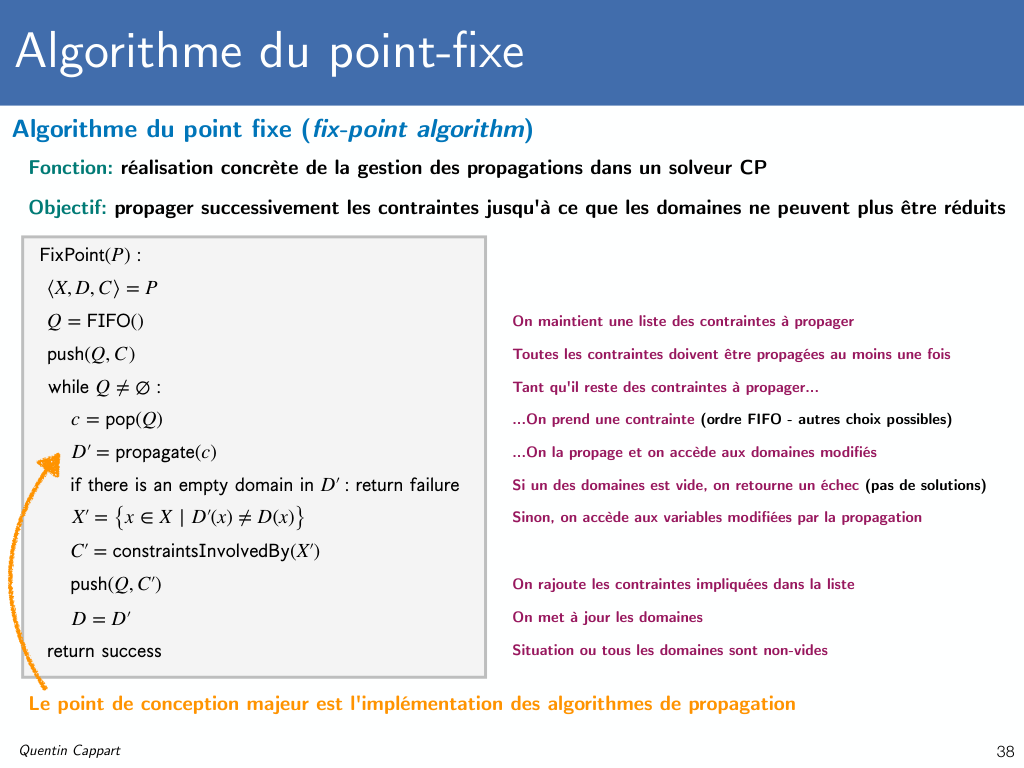 Algorithme du point-fixe
Algorithme du point fixe (fix-point algorithm)
Fonction: réalisation concrète de la gestion des propagations dans un solveur CP
Objectif: propager successivement les contraintes jusqu'à ce que les domaines ne peuvent plus être réduits
FixPoint(P) :
⟨X, D, C⟩ = P
Q = FIFO() On maintient une liste des contraintes à propager
push(Q, C) Toutes les contraintes doivent être propagées au moins une fois
while Q ≠ ∅ : Tant qu'il reste des contraintes à propager...
c = pop(Q) ...On prend une contrainte (ordre FIFO - autres choix possibles)
D′ = propagate(c) ...On la propage et on accède aux domaines modifiés
if there is an empty domain in D′ : return failure Si un des domaines est vide, on retourne un échec (pas de solutions)
X′ = {x ∈ X | D′(x) ≠ D(x)} Sinon, on accède aux variables modifiées par la propagation
C′ = constraintsInvolvedBy(X′)
push(Q, C′) On rajoute les contraintes impliquées dans la liste
D = D′ On met à jour les domaines
return success Situation ou tous les domaines sont non-vides
Le point de conception majeur est l'implémentation des algorithmes de propagation
Quentin Cappart 38